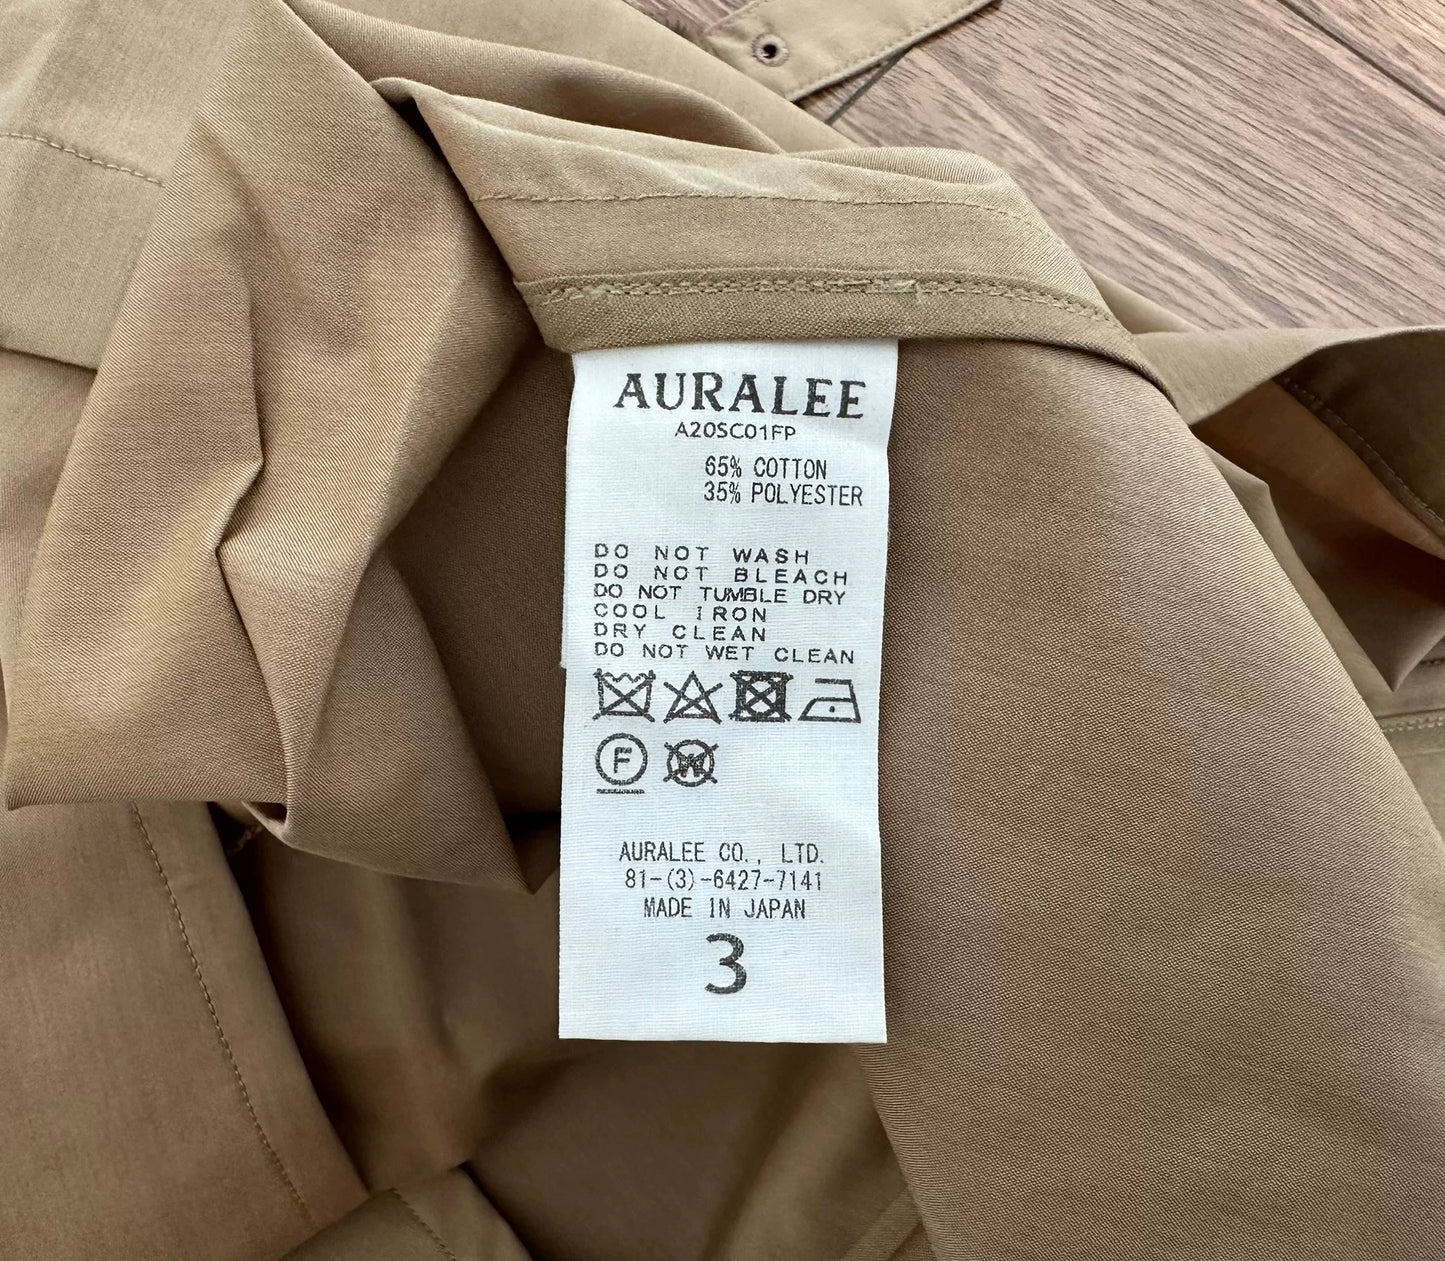 AURALEE
A20SC01FP
65% COTTON
35% POLYESTER
DO NOT WASH
DO NOT BLEACH
DO NOT TUMBLE DRY
COOL IRON
DRY CLEAN
DO NOT WET CLEAN
F W
AURALEE CO., LTD.
81-(3)-6427-7141
MADE IN JAPAN
3